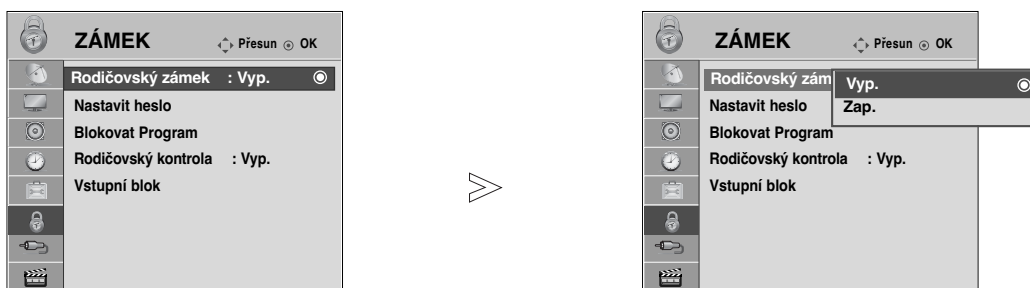 ZÁMEK Přesun OK
Rodičovský zámek : Vyp.
Nastavit heslo
Blokovat Program
Rodičovský kontrola : Vyp.
Vstupní blok
ZÁMEK Přesun OK
Rodičovský zám
Vyp.
Nastavit heslo
Zap.
Blokovat Program
Rodičovský kontrola : Vyp.
Vstupní blok